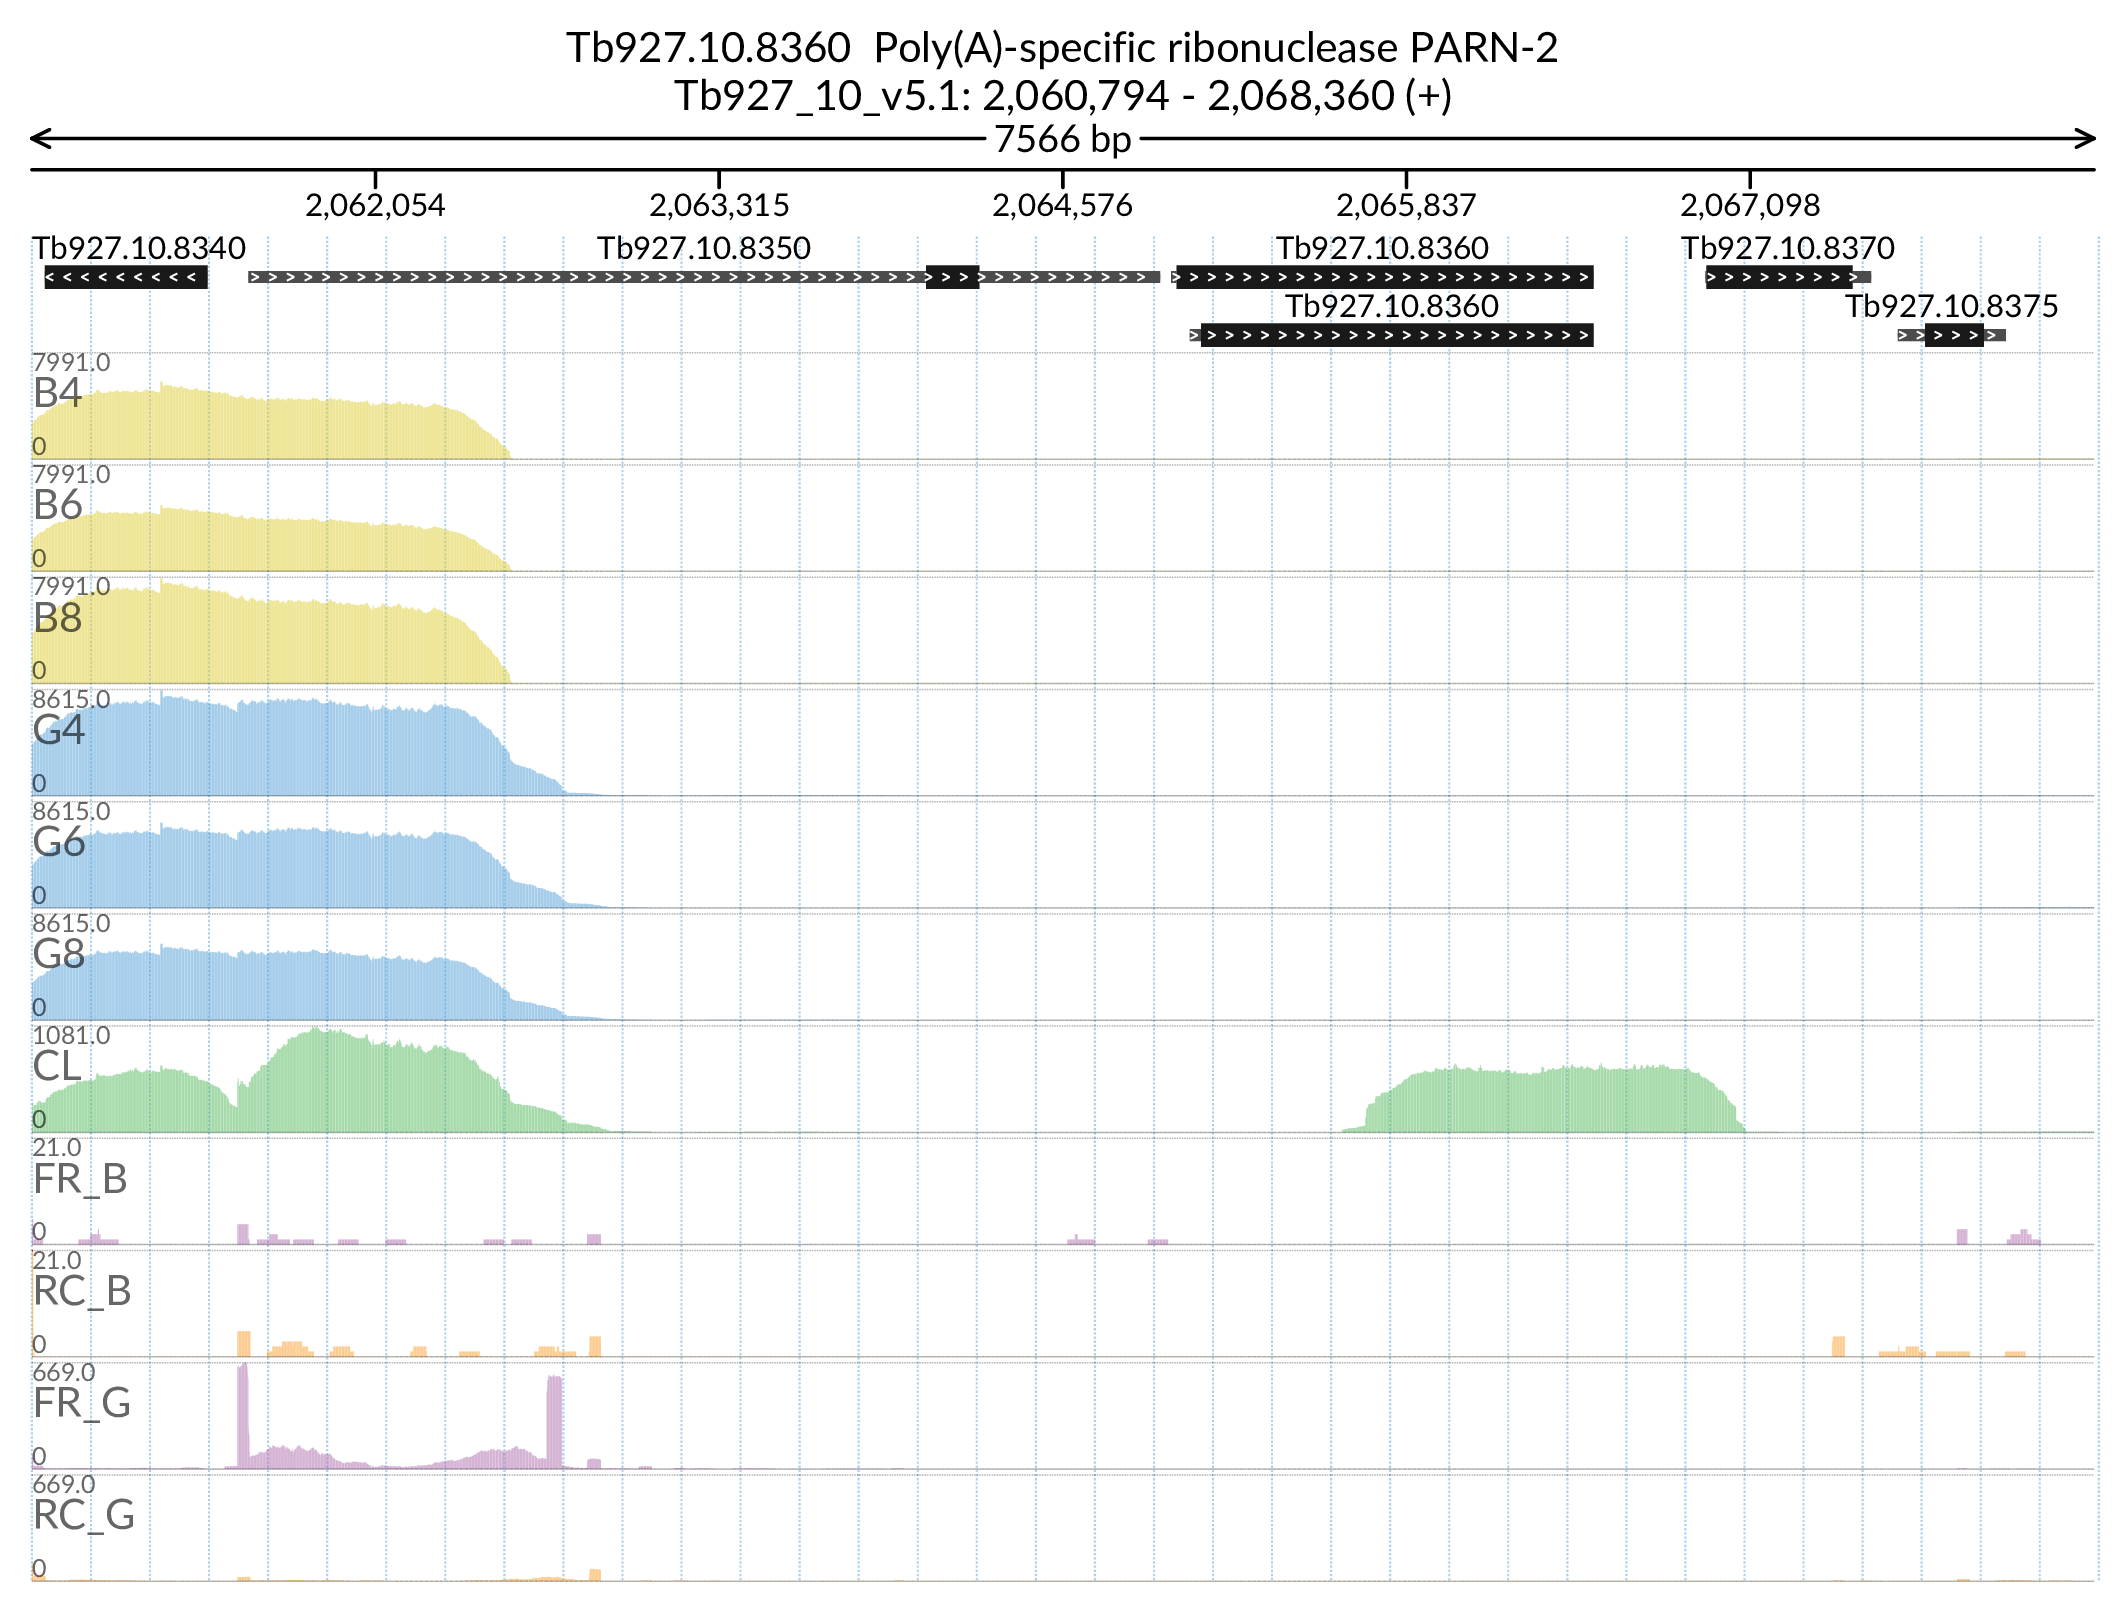 Tb927.10.8360  Poly(A)-specific ribonuclease PARN-2
Tb927_10_v5.1: 2,060,794 - 2,068,360 (+)
7566 bp
2,062,054 2,063,315 2,064,576 2,065,837 2,067,098
Tb927.10.8340 Tb927.10.8350 Tb927.10.8360 Tb927.10.8370
Tb927.10.8360 Tb927.10.8375
7991.0
B4
0
7991.0
B6
0
7991.0
B8
0
8615.0
G4
0
8615.0
G6
0
8615.0
G8
0
1081.0
CL
0
21.0
FR_B
0
21.0
RC_B
0
669.0
FR_G
0
669.0
RC_G
0